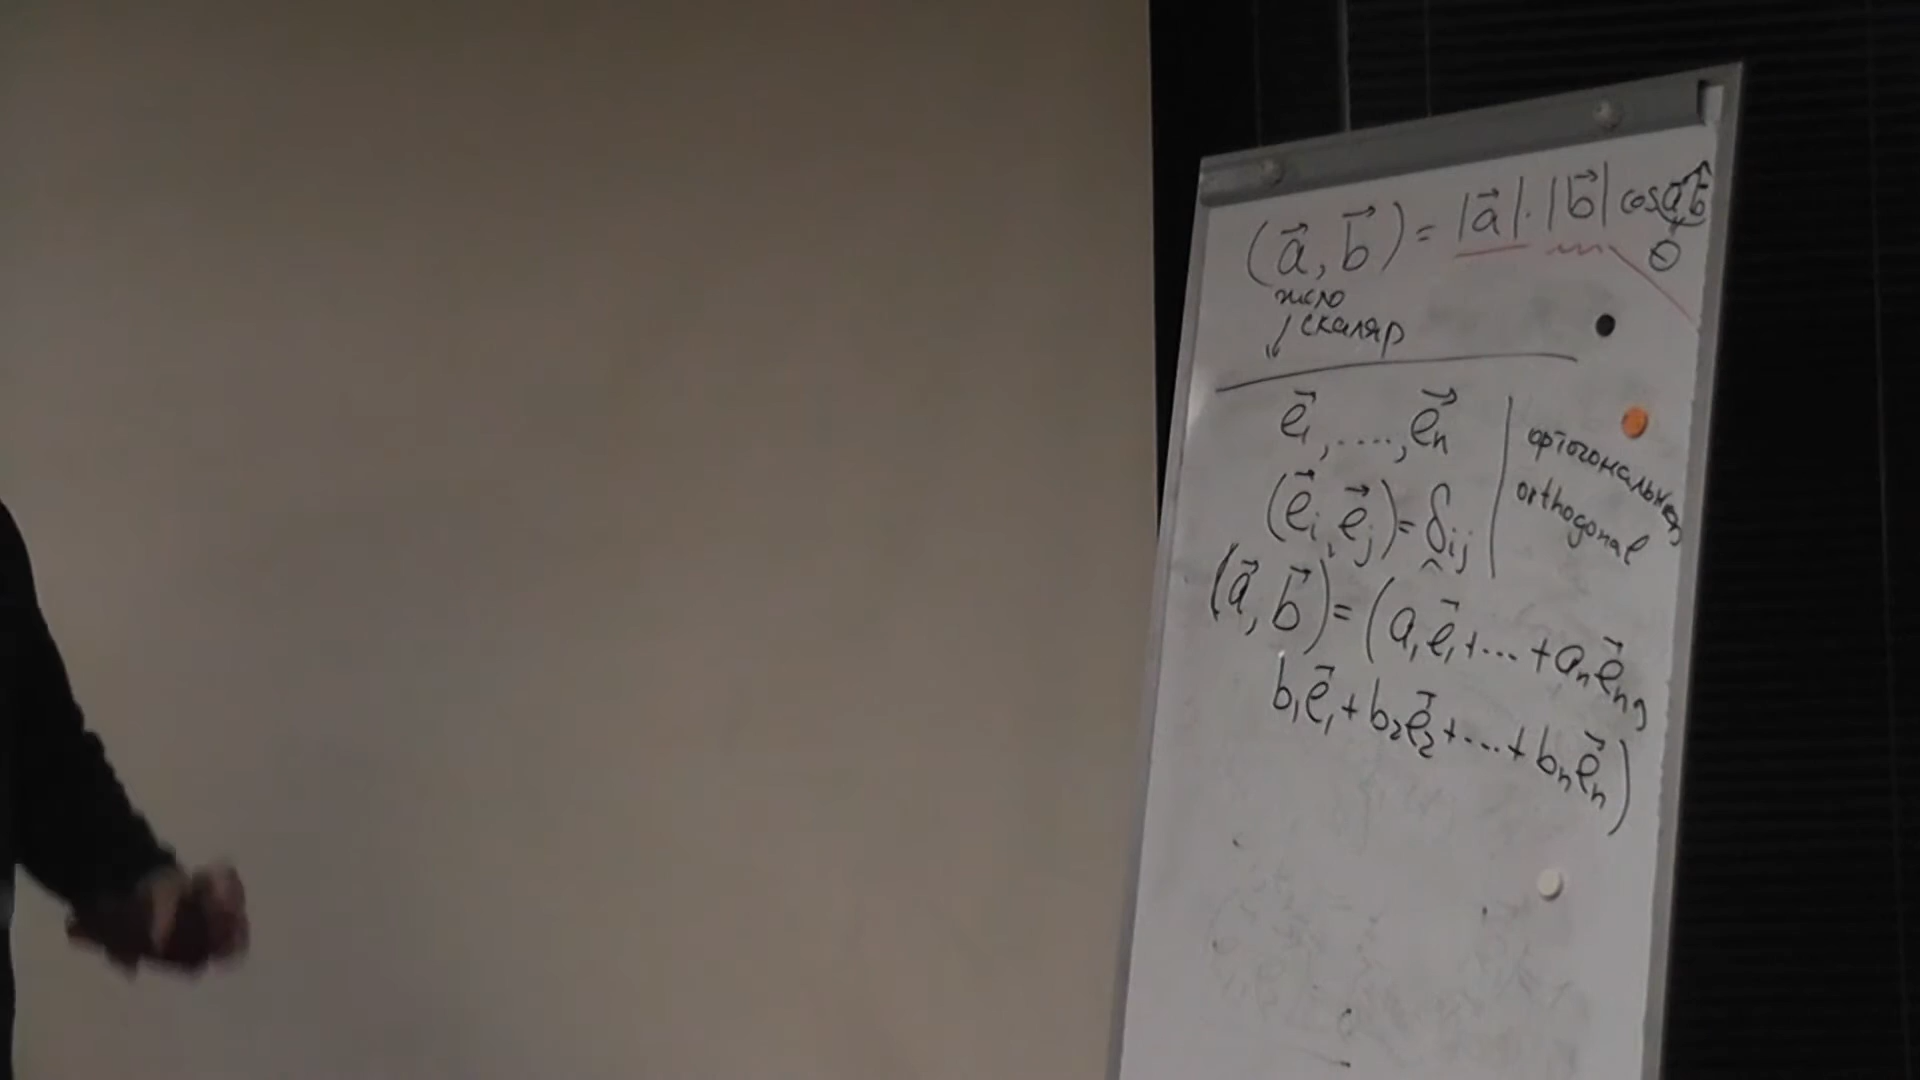 (a⃗, b⃗) = |a⃗| · |b⃗| cos a⃗, b⃗
θ
число
скаляр
e⃗₁, ...., e⃗ₙ
(e⃗ᵢ, e⃗ⱼ) = δᵢⱼ
ортогональная
orthogonal
(a⃗, b⃗) = (a₁e⃗₁ + ... + aₙe⃗ₙ,
b₁e⃗₁ + b₂e⃗₂ + ... + bₙe⃗ₙ)